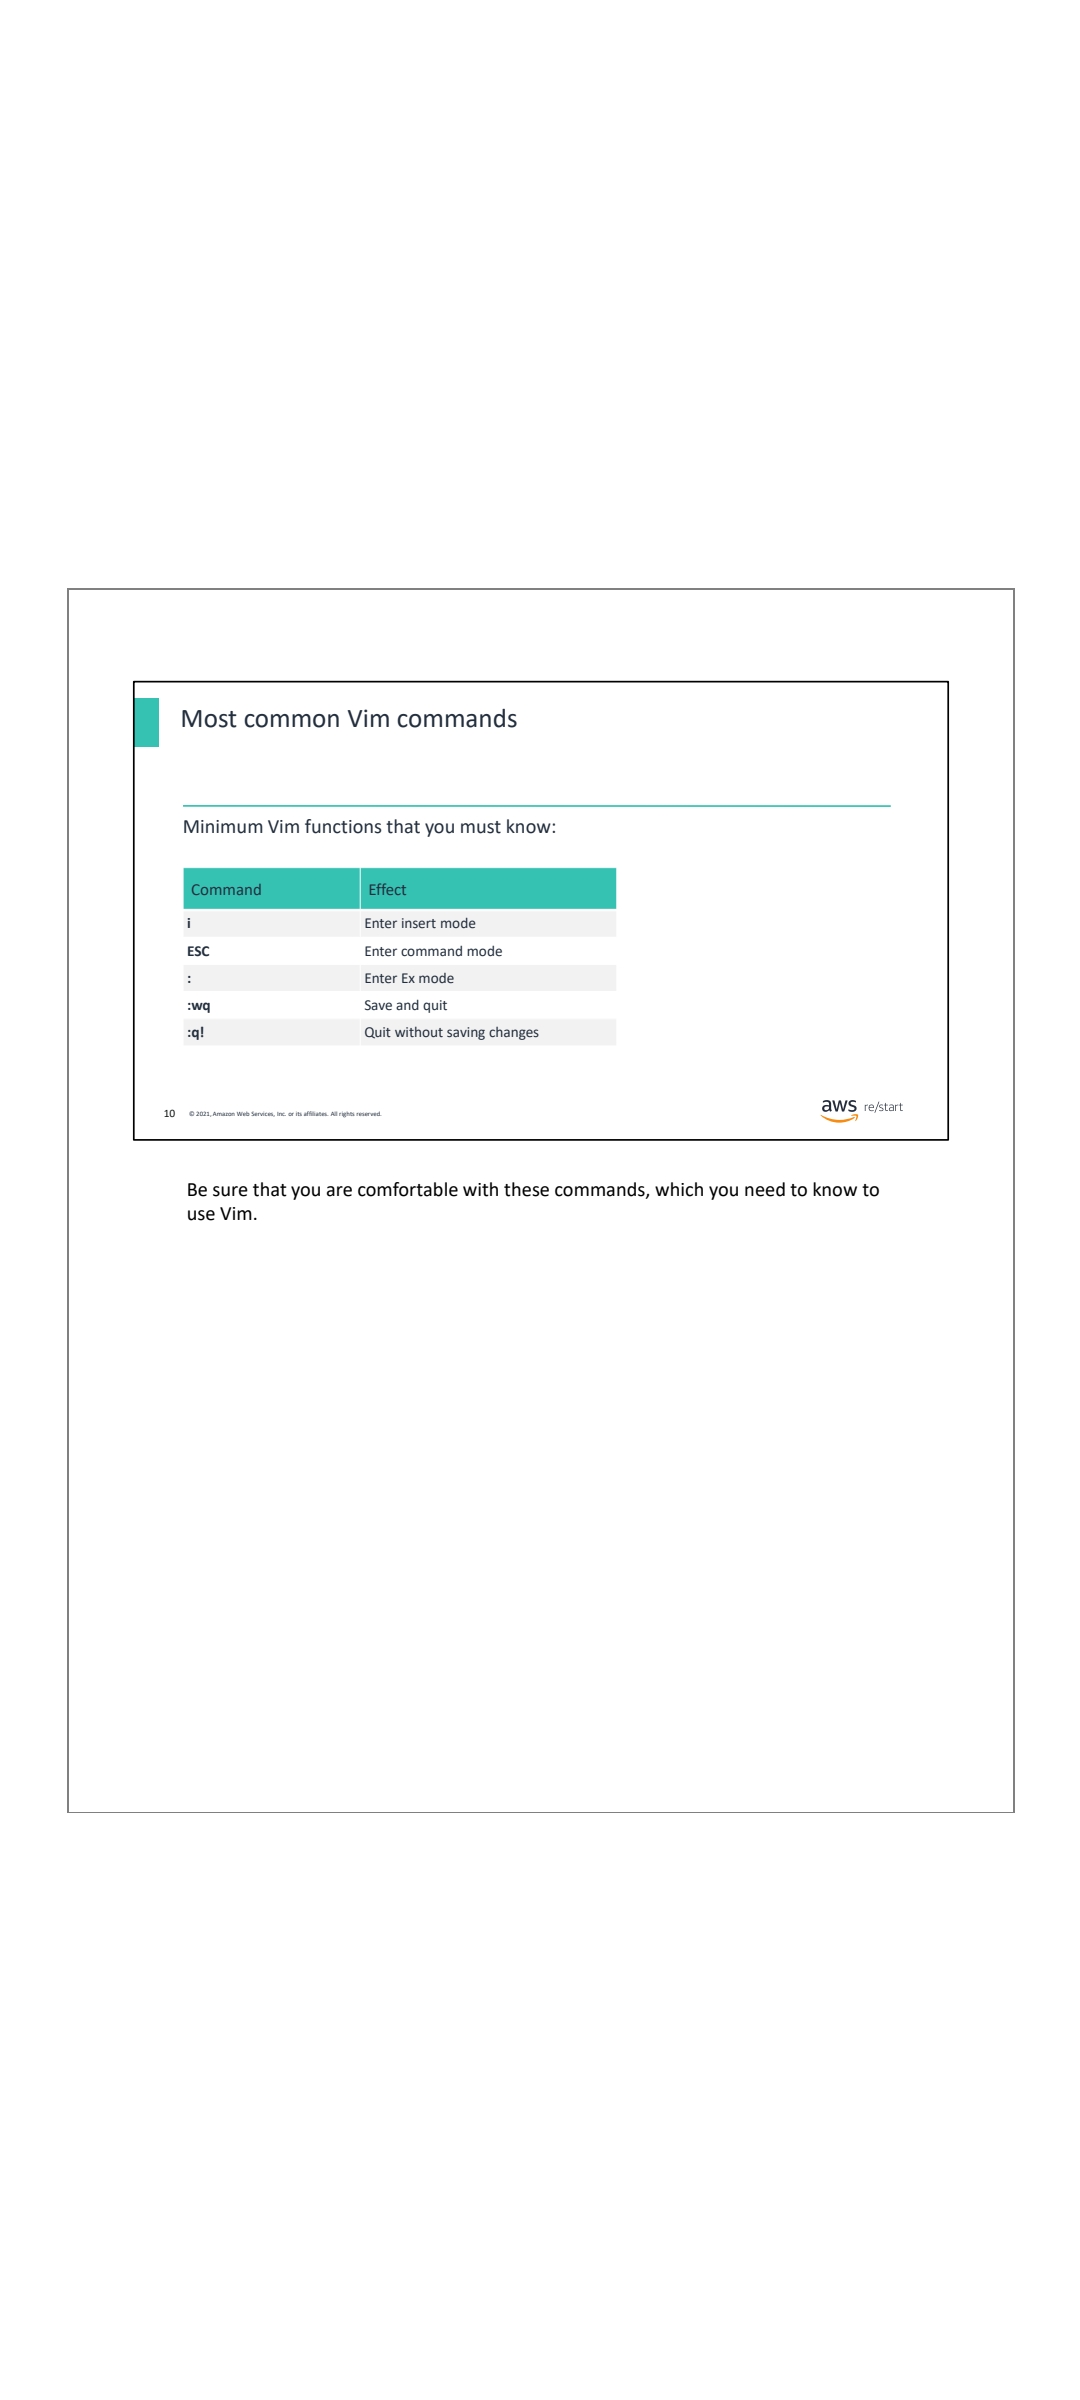 Most common Vim commands
Minimum Vim functions that you must know:
Command Effect
i Enter insert mode
ESC Enter command mode
: Enter Ex mode
:wq Save and quit
:q! Quit without saving changes
10 © 2021, Amazon Web Services, Inc. or its affiliates. All rights reserved.
aws re/start
Be sure that you are comfortable with these commands, which you need to know to
use Vim.